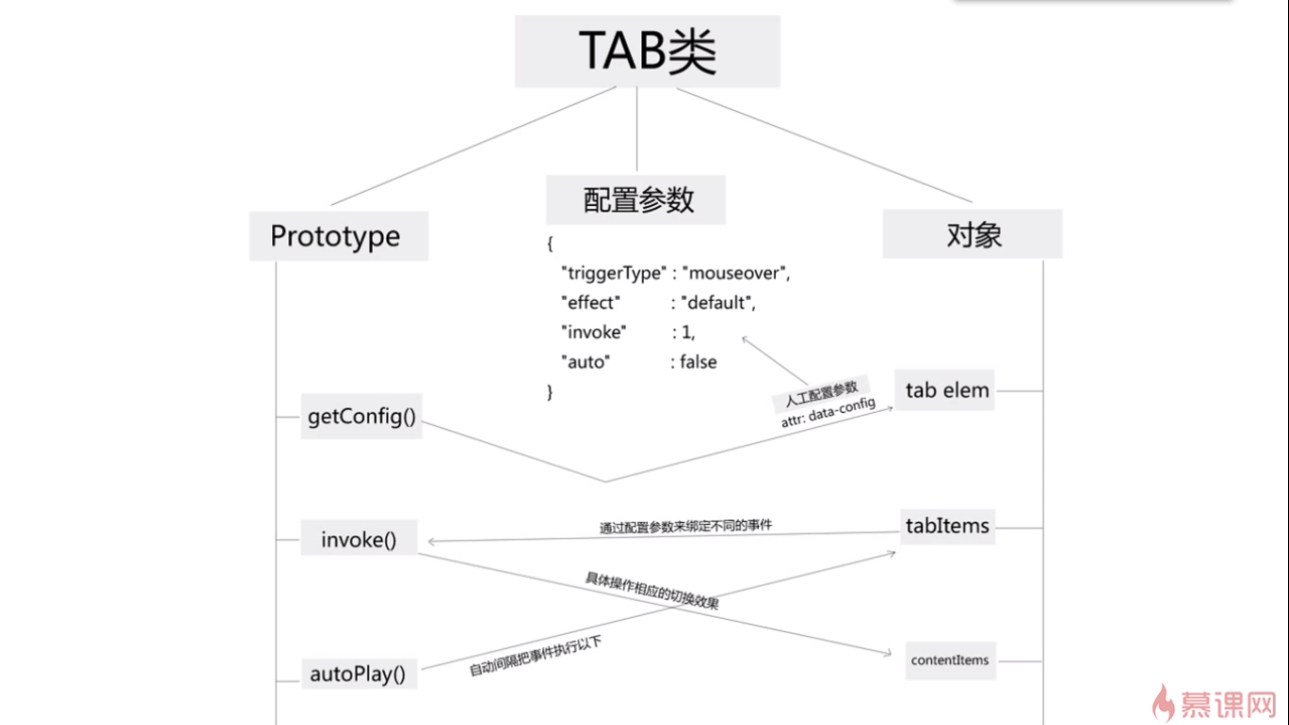 TAB类
Prototype
配置参数
对象
{
"triggerType" : "mouseover",
"effect" : "default",
"invoke" : 1,
"auto" : false
}
getConfig()
人工配置参数
attr: data-config
tab elem
invoke()
通过配置参数来绑定不同的事件
tabItems
具体操作相应的切换效果
autoPlay()
自动间隔把事件执行以下
contentItems
慕课网